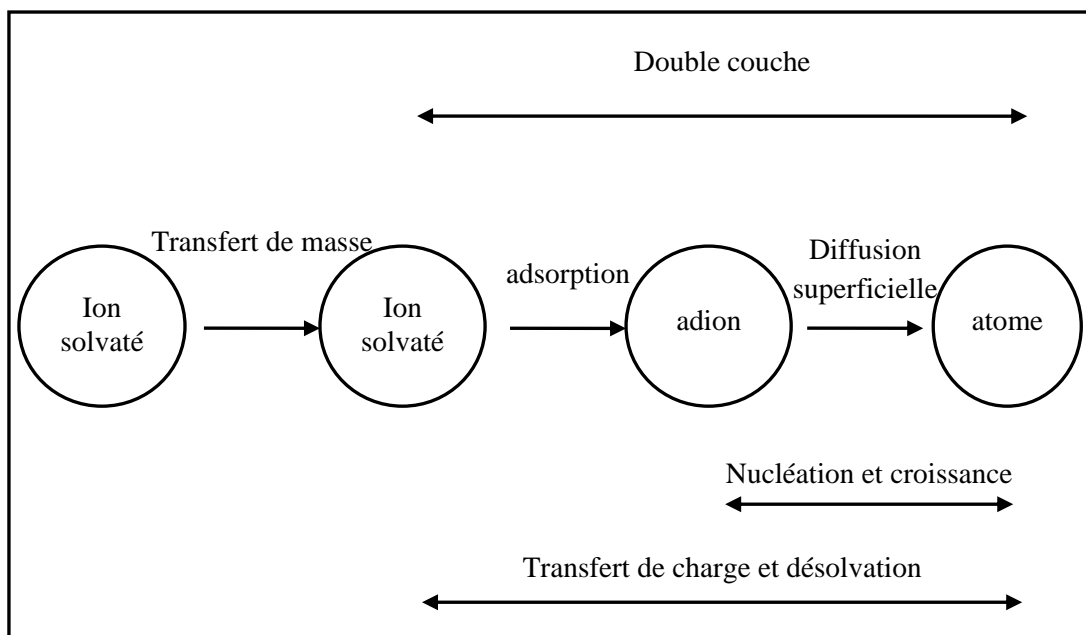 Double couche
Transfert de masse
Ion
solvaté
Ion
solvaté
adsorption
adion
Diffusion
superficielle
atome
Nucléation et croissance
Transfert de charge et désolvation